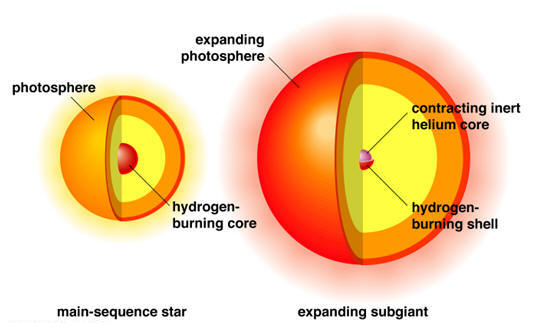 photosphere
hydrogen-
burning core
main-sequence star
expanding
photosphere
contracting inert
helium core
hydrogen-
burning shell
expanding subgiant